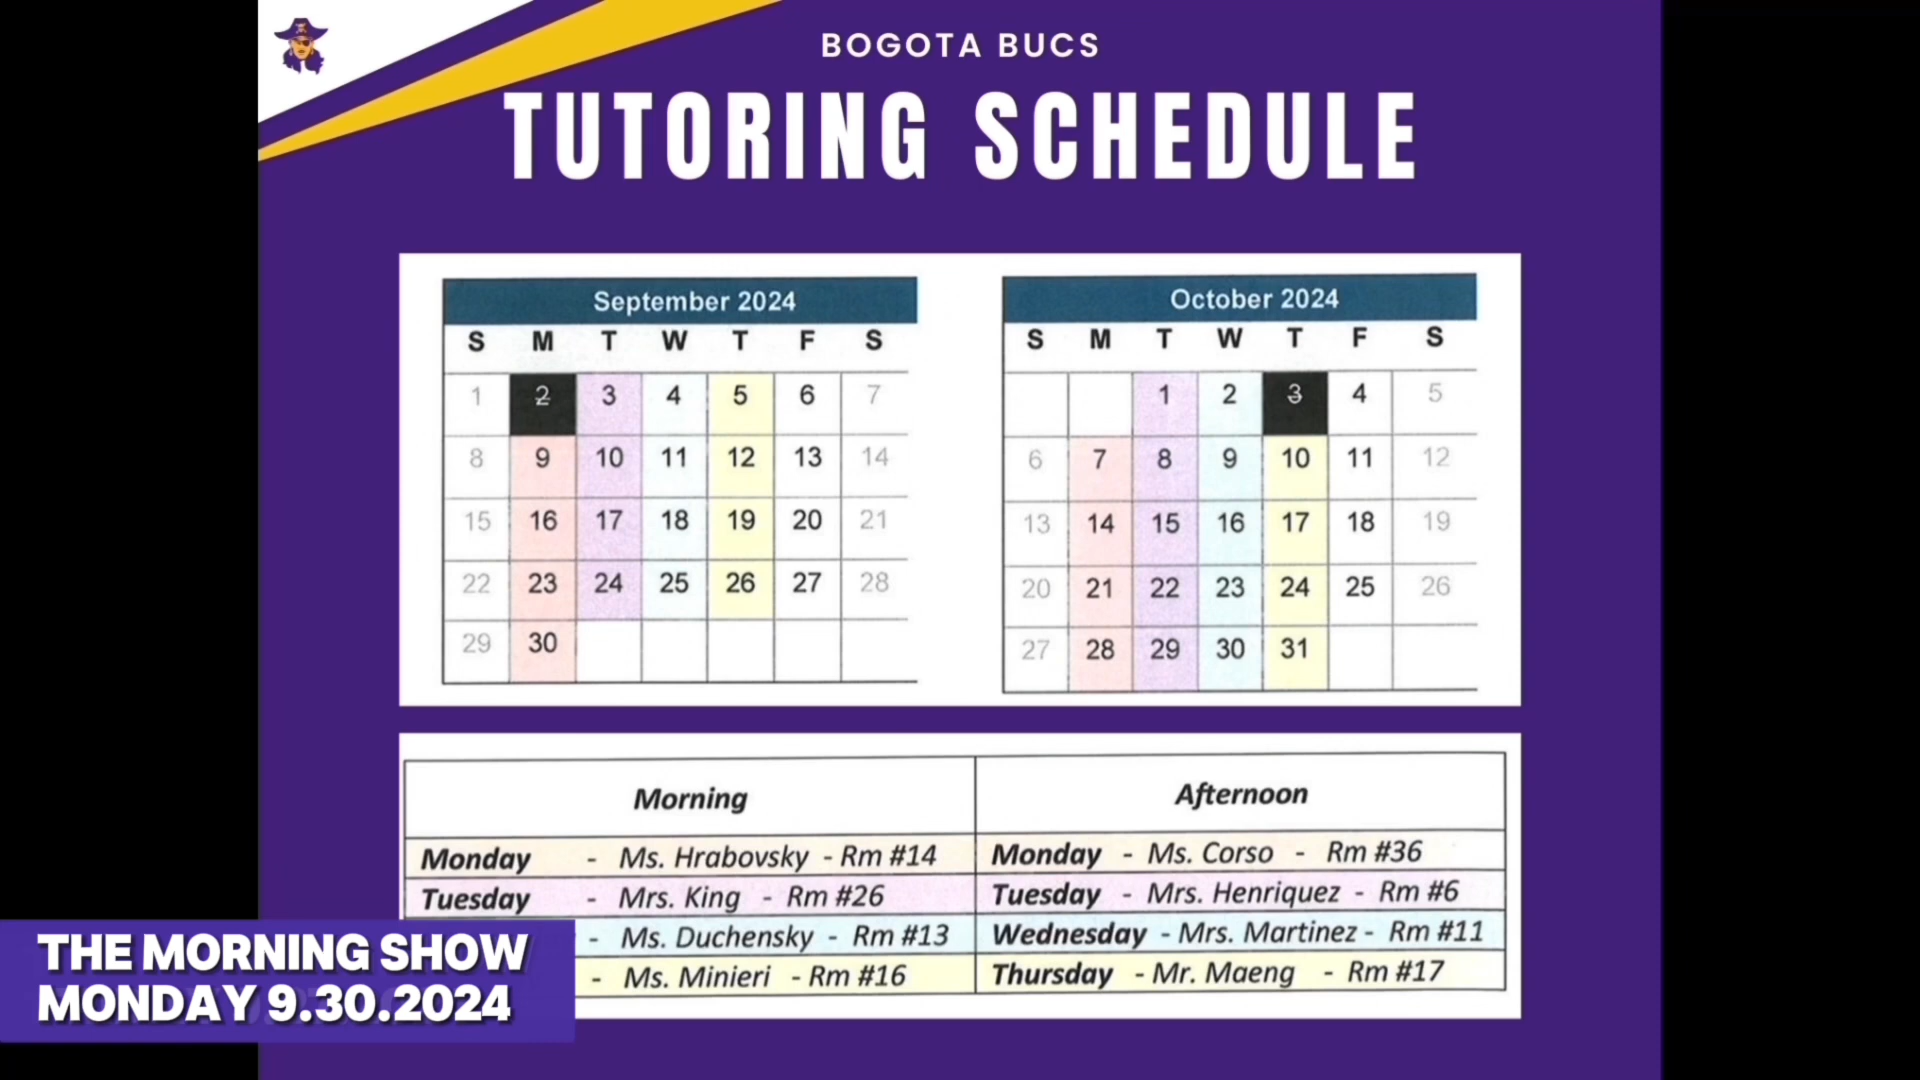 BOGOTA BUCS
TUTORING SCHEDULE
September 2024
S M T W T F S
1 2 3 4 5 6 7
8 9 10 11 12 13 14
15 16 17 18 19 20 21
22 23 24 25 26 27 28
29 30
October 2024
S M T W T F S
1 2 3 4 5
6 7 8 9 10 11 12
13 14 15 16 17 18 19
20 21 22 23 24 25 26
27 28 29 30 31
Morning Afternoon
Monday - Ms. Hrabovsky - Rm #14 Monday - Ms. Corso - Rm #36
Tuesday - Mrs. King - Rm #26 Tuesday - Mrs. Henriquez - Rm #6
- Ms. Duchensky - Rm #13 Wednesday - Mrs. Martinez - Rm #11
- Ms. Minieri - Rm #16 Thursday - Mr. Maeng - Rm #17
THE MORNING SHOW
MONDAY 9.30.2024